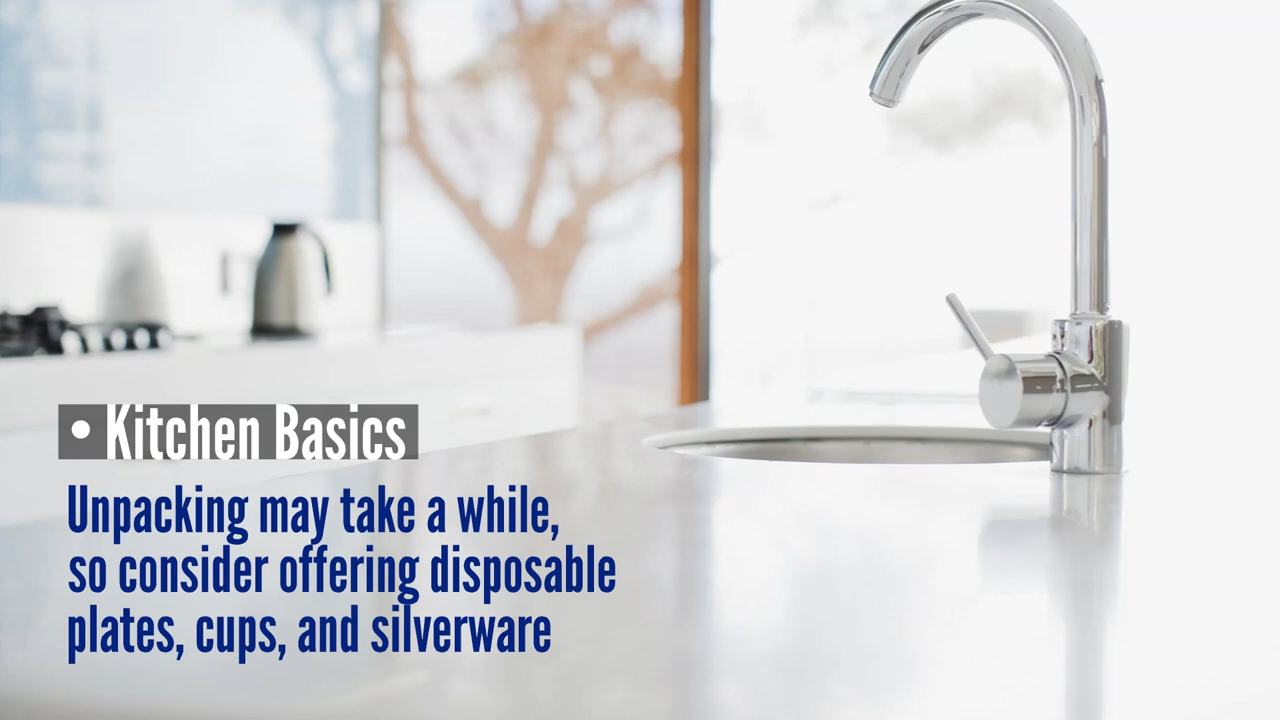 • Kitchen Basics
Unpacking may take a while,
so consider offering disposable
plates, cups, and silverware